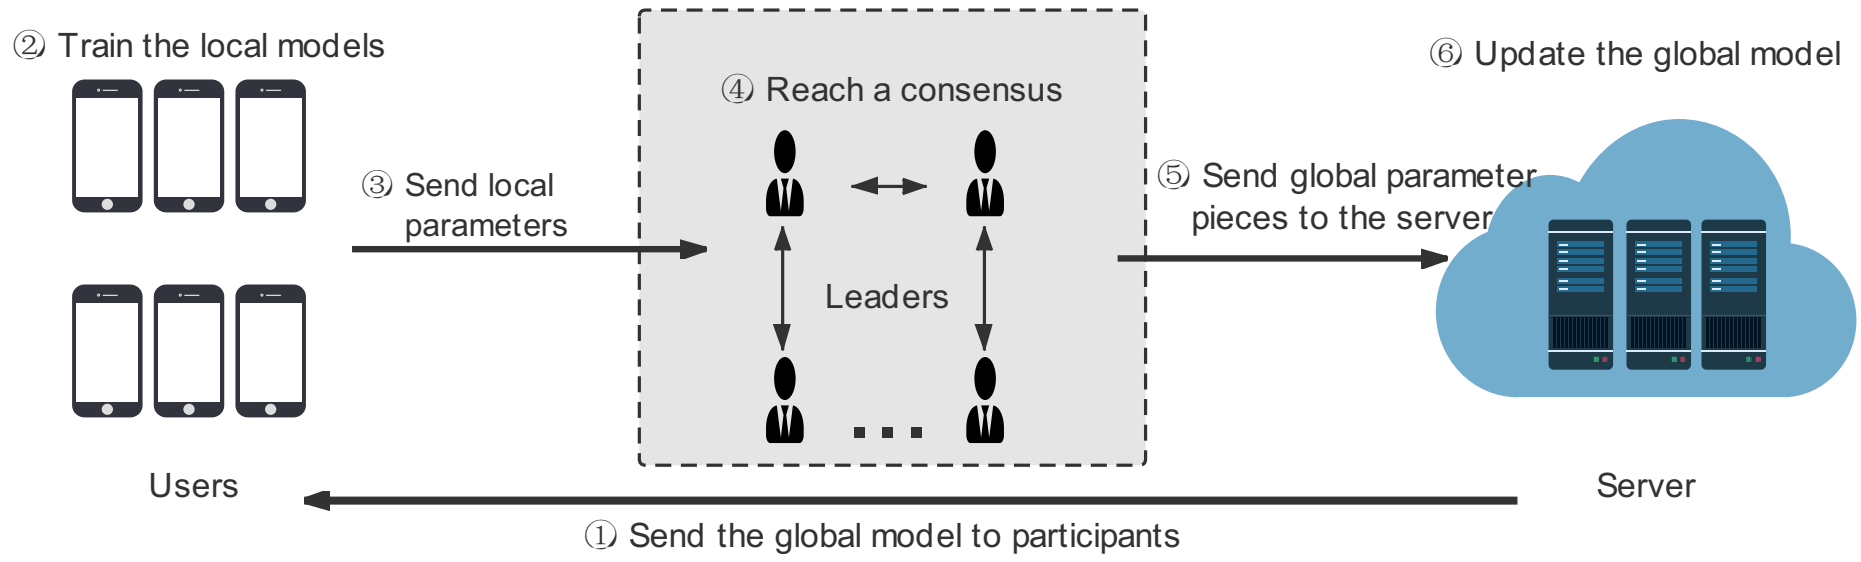 ② Train the local models
③ Send local
parameters
④ Reach a consensus
Leaders
⑤ Send global parameter
pieces to the server
⑥ Update the global model
Users
Server
① Send the global model to participants